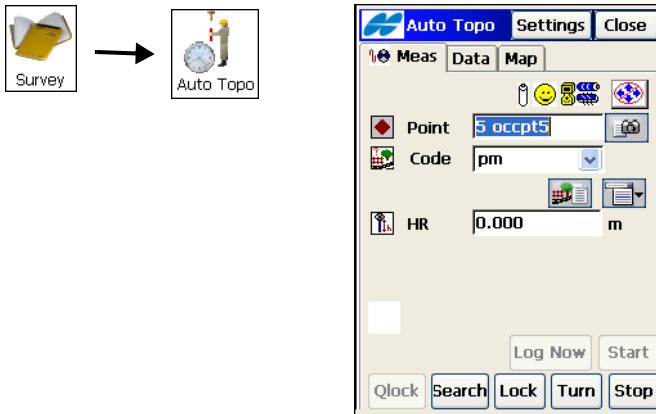 Survey
Auto Topo
Auto Topo Settings Close
Meas Data Map
Point 5 occpt5
Code pm
HR 0.000 m
Log Now Start
Qlock Search Lock Turn Stop